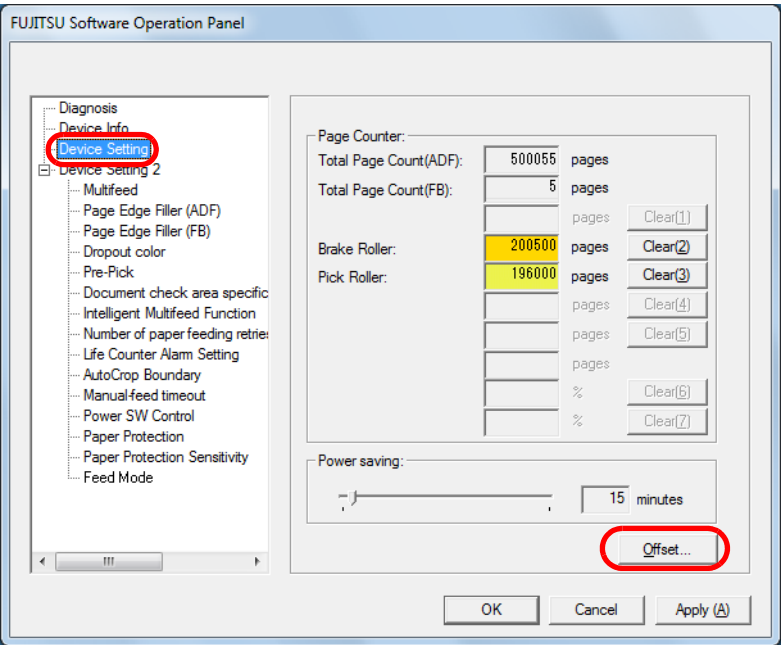 FUJITSU Software Operation Panel
Diagnosis
Device Info
Device Setting
Device Setting 2
Multifeed
Page Edge Filler (ADF)
Page Edge Filler (FB)
Dropout color
Pre-Pick
Document check area specific
Intelligent Multifeed Function
Number of paper feeding retries
Life Counter Alarm Setting
AutoCrop Boundary
Manual-feed timeout
Power SW Control
Paper Protection
Paper Protection Sensitivity
Feed Mode
Page Counter:
Total Page Count(ADF): 500055 pages
Total Page Count(FB): 5 pages
pages Clear(1)
Brake Roller: 200500 pages Clear(2)
Pick Roller: 196000 pages Clear(3)
pages Clear(4)
pages Clear(5)
pages
% Clear(6)
% Clear(7)
Power saving:
15 minutes
Offset...
OK Cancel Apply (A)